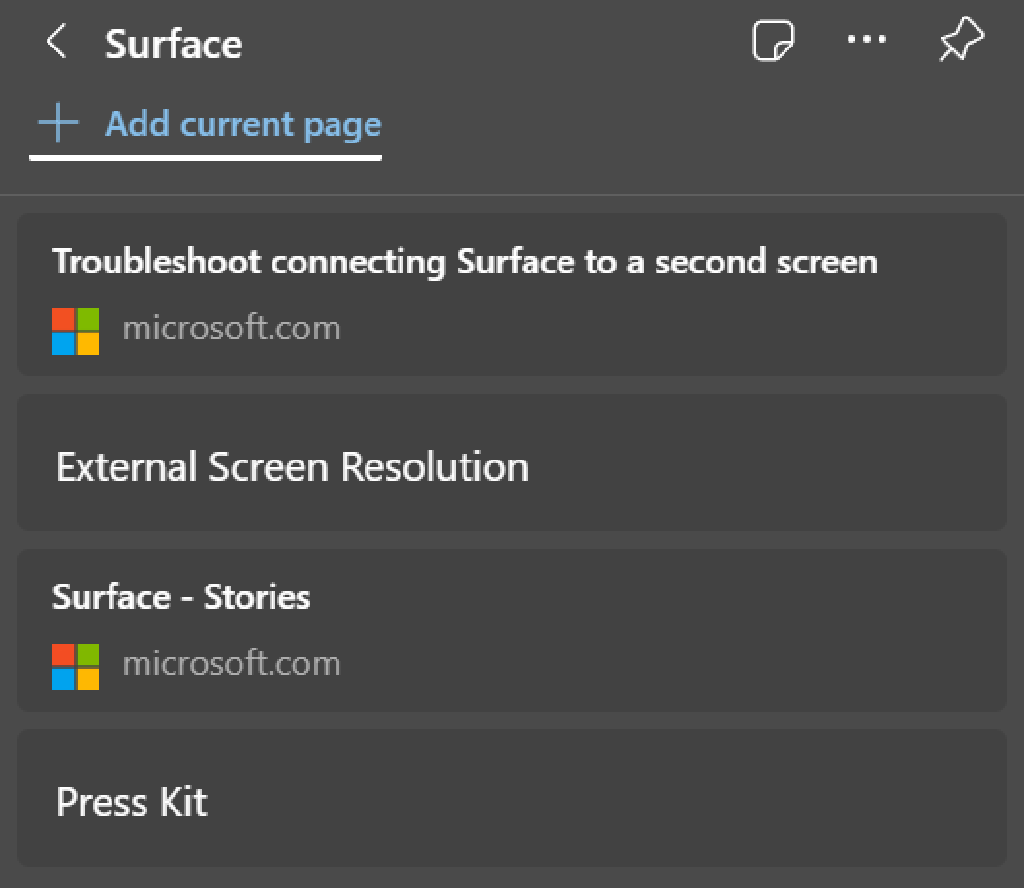 Surface
Add current page
Troubleshoot connecting Surface to a second screen
microsoft.com
External Screen Resolution
Surface - Stories
microsoft.com
Press Kit